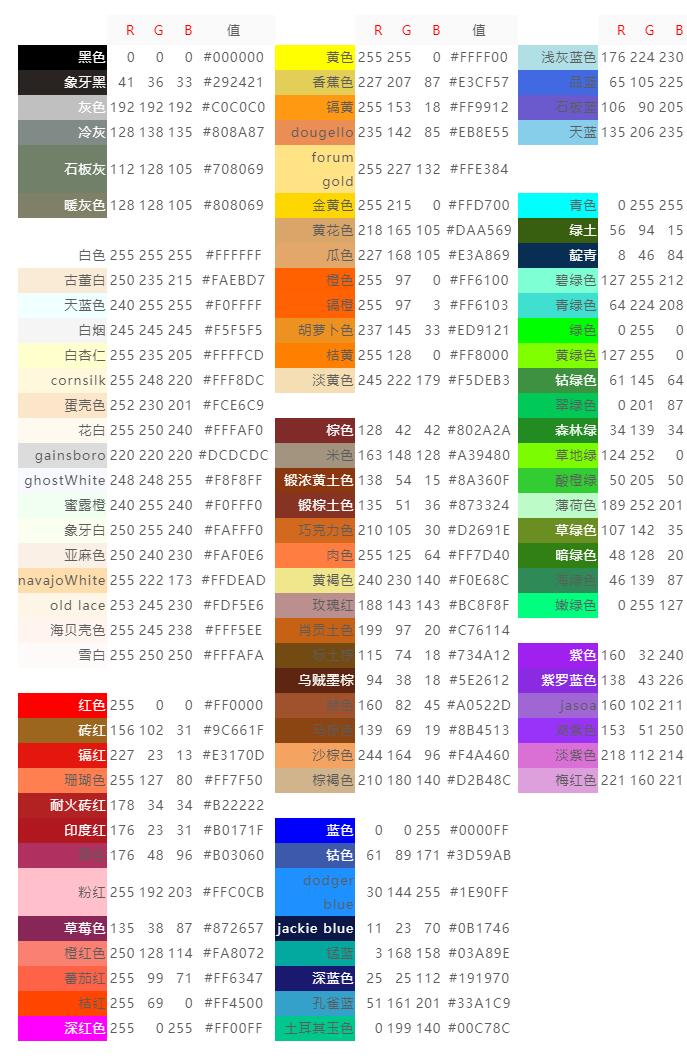 R G B 值 R G B 值 R G B
黑色 0 0 0 #000000 黄色 255 255 0 #FFFF00 浅灰蓝色 176 224 230
象牙黑 41 36 33 #292421 香蕉色 227 207 87 #E3CF57 品蓝 65 105 225
灰色 192 192 192 #C0C0C0 镉黄 255 153 18 #FF9912 石板蓝 106 90 205
冷灰 128 138 135 #808A87 dougello 235 142 85 #EB8E55 天蓝 135 206 235
forum
石板灰 112 128 105 #708069 255 227 132 #FFE384
gold
暖灰色 128 128 105 #808069 金黄色 255 215 0 #FFD700 青色 0 255 255
黄花色 218 165 105 #DAA569 绿土 56 94 15
白色 255 255 255 #FFFFFF 瓜色 227 168 105 #E3A869 靛青 8 46 84
古董白 250 235 215 #FAEBD7 橙色 255 97 0 #FF6100 碧绿色 127 255 212
天蓝色 240 255 255 #F0FFFF 镉橙 255 97 3 #FF6103 青绿色 64 224 208
白烟 245 245 245 #F5F5F5 胡萝卜色 237 145 33 #ED9121 绿色 0 255 0
白杏仁 255 235 205 #FFFFCD 桔黄 255 128 0 #FF8000 黄绿色 127 255 0
cornsilk 255 248 220 #FFF8DC 淡黄色 245 222 179 #F5DEB3 钴绿色 61 145 64
蛋壳色 252 230 201 #FCE6C9 翠绿色 0 201 87
花白 255 250 240 #FFFAF0 棕色 128 42 42 #802A2A 森林绿 34 139 34
gainsboro 220 220 220 #DCDCDC 米色 163 148 128 #A39480 草地绿 124 252 0
ghostWhite 248 248 255 #F8F8FF 锻浓黄土色 138 54 15 #8A360F 酸橙绿 50 205 50
蜜露橙 240 255 240 #F0FFF0 锻棕土色 135 51 36 #873324 薄荷色 189 252 201
象牙白 250 255 240 #FAFFF0 巧克力色 210 105 30 #D2691E 草绿色 107 142 35
亚麻色 250 240 230 #FAF0E6 肉色 255 125 64 #FF7D40 暗绿色 48 128 20
navajoWhite 255 222 173 #FFDEAD 黄褐色 240 230 140 #F0E68C 海绿色 46 139 87
old lace 253 245 230 #FDF5E6 玫瑰红 188 143 143 #BC8F8F 嫩绿色 0 255 127
海贝壳色 255 245 238 #FFF5EE 肖贡土色 199 97 20 #C76114
雪白 255 250 250 #FFFAFA 标土棕 115 74 18 #734A12 紫色 160 32 240
乌贼墨棕 94 38 18 #5E2612 紫罗蓝色 138 43 226
红色 255 0 0 #FF0000 160 82 45 #A0522D jasoa 160 102 211
砖红 156 102 31 #9C661F 139 69 19 #8B4513 湖紫色 153 51 250
镉红 227 23 13 #E3170D 沙棕色 244 164 96 #F4A460 淡紫色 218 112 214
珊瑚色 255 127 80 #FF7F50 棕褐色 210 180 140 #D2B48C 梅红色 221 160 221
耐火砖红 178 34 34 #B22222
印度红 176 23 31 #B0171F 蓝色 0 0 255 #0000FF
176 48 96 #B03060 钴色 61 89 171 #3D59AB
dodger
粉红 255 192 203 #FFC0CB 30 144 255 #1E90FF
blue
草莓色 135 38 87 #872657 jackie blue 11 23 70 #0B1746
橙红色 250 128 114 #FA8072 锰蓝 3 168 158 #03A89E
蕃茄红 255 99 71 #FF6347 深蓝色 25 25 112 #191970
桔红 255 69 0 #FF4500 孔雀蓝 51 161 201 #33A1C9
深红色 255 0 255 #FF00FF 土耳其玉色 0 199 140 #00C78C